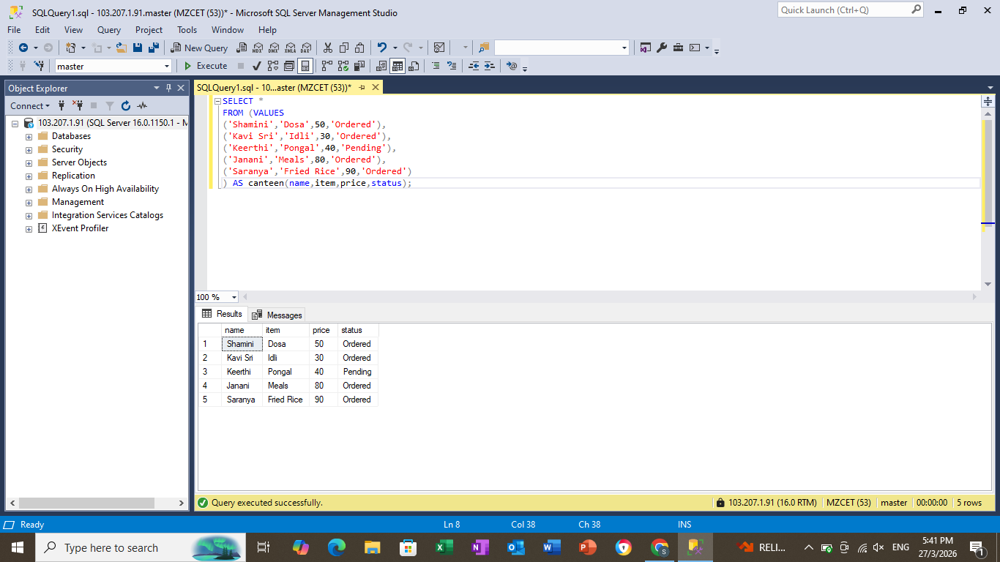 SQLQuery1.sql - 103.207.1.91.master (MZCET (53))* - Microsoft SQL Server Management Studio
Quick Launch (Ctrl+Q)
File Edit View Query Project Tools Window Help
New Query MDX DMX XMLA DAX
master Execute
Object Explorer
SQLQuery1.sql - 10...aster (MZCET (53))*
Connect
103.207.1.91 (SQL Server 16.0.1150.1 - M
Databases
Security
Server Objects
Replication
Always On High Availability
Management
Integration Services Catalogs
XEvent Profiler
SELECT *
FROM (VALUES
('Shamini','Dosa',50,'Ordered'),
('Kavi Sri','Idli',30,'Ordered'),
('Keerthi','Pongal',40,'Pending'),
('Janani','Meals',80,'Ordered'),
('Saranya','Fried Rice',90,'Ordered')
) AS canteen(name,item,price,status);
100 %
Results Messages
name item price status
1 Shamini Dosa 50 Ordered
2 Kavi Sri Idli 30 Ordered
3 Keerthi Pongal 40 Pending
4 Janani Meals 80 Ordered
5 Saranya Fried Rice 90 Ordered
Query executed successfully.
103.207.1.91 (16.0 RTM) MZCET (53) master 00:00:00 5 rows
Ready Ln 8 Col 38 Ch 38 INS
Type here to search
RELI... ENG 5:41 PM
27/3/2026
1